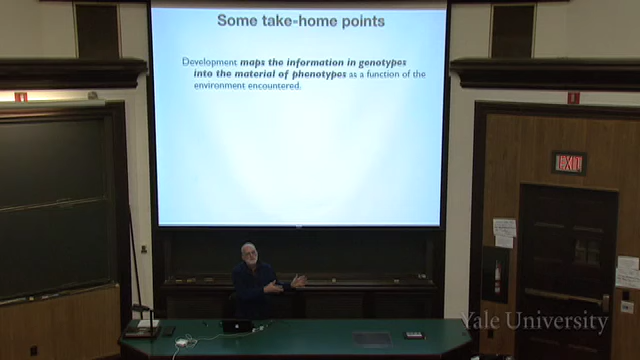 Some take-home points
Development maps the information in genotypes
into the material of phenotypes as a function of the
environment encountered.
EXIT
Yale University